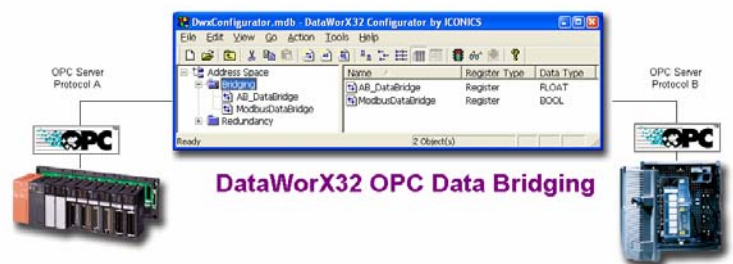 DwxConfigurator.mdb - DataWorX32 Configurator by ICONICS
File Edit View Go Action Tools Help
Address Space
Bridging
AB_DataBridge
ModbusDataBridge
Redundancy
Name Register Type Data Type
AB_DataBridge Register FLOAT
ModbusDataBridge Register BOOL
Ready 2 Object(s)
OPC Server
Protocol A
OPC
OPC Server
Protocol B
OPC
DataWorX32 OPC Data Bridging